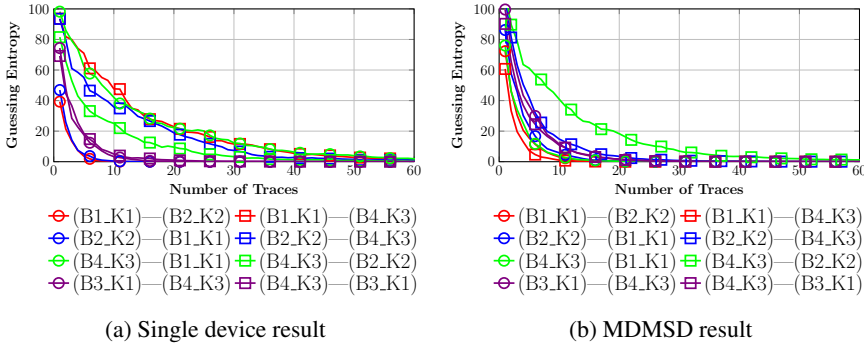 100
80
60
40
20
0
Guessing Entropy
0 10 20 30 40 50 60
Number of Traces
(B1_K1)—(B2_K2) (B1_K1)—(B4_K3)
(B2_K2)—(B1_K1) (B2_K2)—(B4_K3)
(B4_K3)—(B1_K1) (B4_K3)—(B2_K2)
(B3_K1)—(B4_K3) (B4_K3)—(B3_K1)
(a) Single device result
100
80
60
40
20
0
Guessing Entropy
0 10 20 30 40 50 60
Number of Traces
(B1_K1)—(B2_K2) (B1_K1)—(B4_K3)
(B2_K2)—(B1_K1) (B2_K2)—(B4_K3)
(B4_K3)—(B1_K1) (B4_K3)—(B2_K2)
(B3_K1)—(B4_K3) (B4_K3)—(B3_K1)
(b) MDMSD result